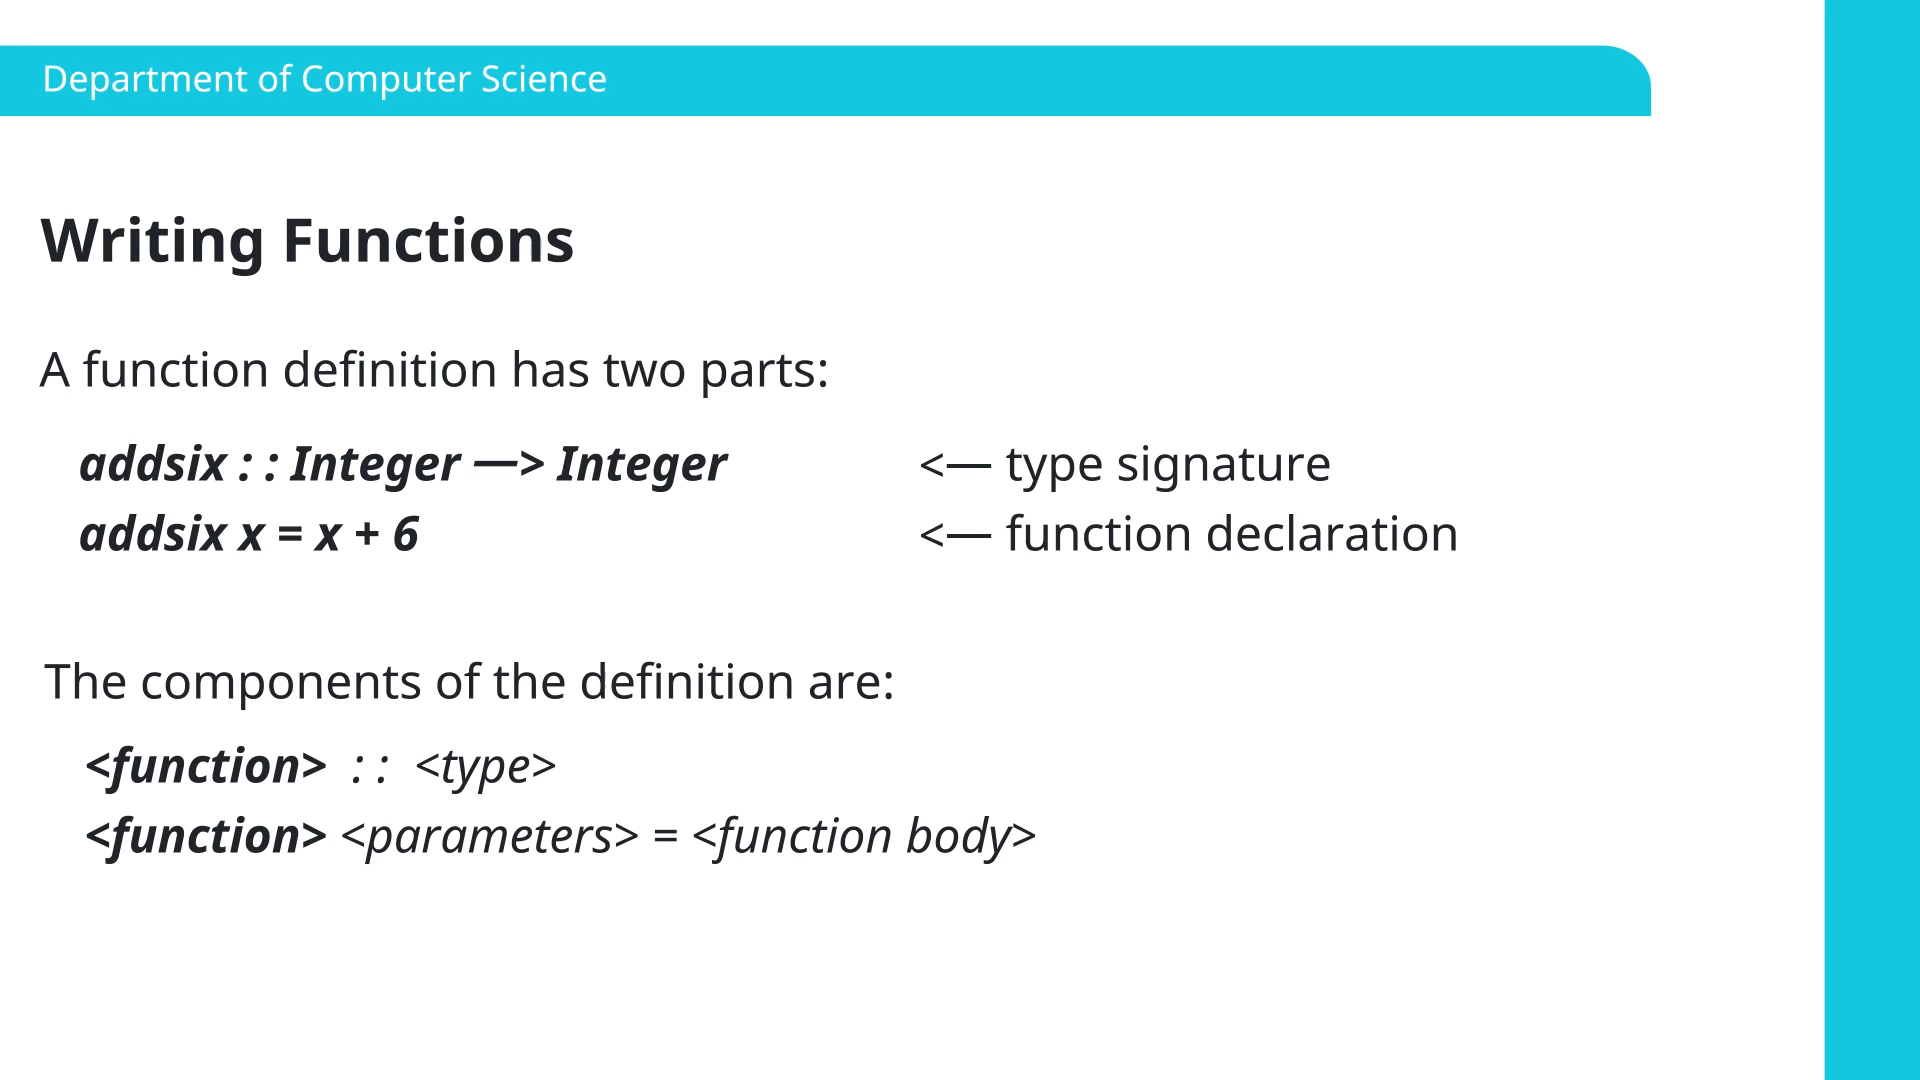 Department of Computer Science
Writing Functions
A function definition has two parts:
addsix : : Integer —> Integer <— type signature
addsix x = x + 6 <— function declaration
The components of the definition are:
<function> : : <type>
<function> <parameters> = <function body>